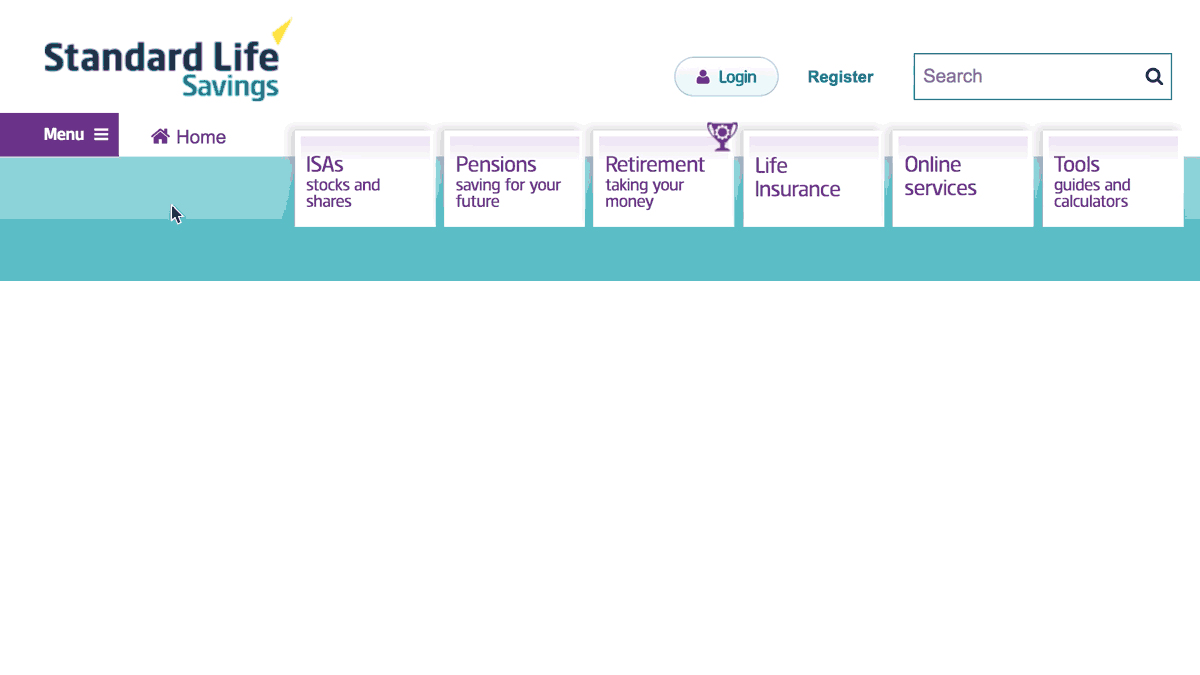 Standard Life
Savings
Login
Register
Search
Menu
Home
ISAs
stocks and
shares
Pensions
saving for your
future
Retirement
taking your
money
Life
Insurance
Online
services
Tools
guides and
calculators